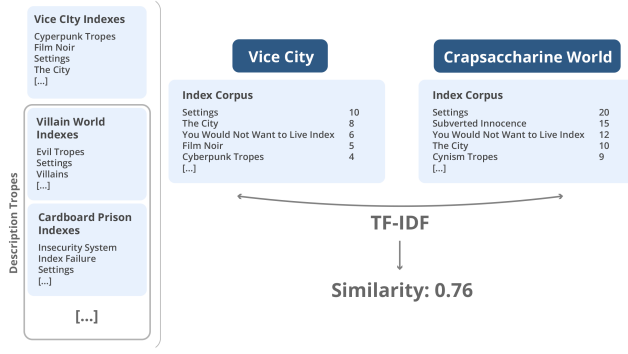 Vice CIty Indexes
Cyperpunk Tropes
Film Noir
Settings
The City
[...]
Description Tropes
Villain World
Indexes
Evil Tropes
Settings
Villains
[...]
Cardboard Prison
Indexes
Insecurity System
Index Failure
Settings
[...]
[...]
Vice City
Index Corpus
Settings 10
The City 8
You Would Not Want to Live Index 6
Film Noir 5
Cyberpunk Tropes 4
[...]
Crapsaccharine World
Index Corpus
Settings 20
Subverted Innocence 15
You Would Not Want to Live Index 12
The City 10
Cynism Tropes 9
[...]
TF-IDF
Similarity: 0.76